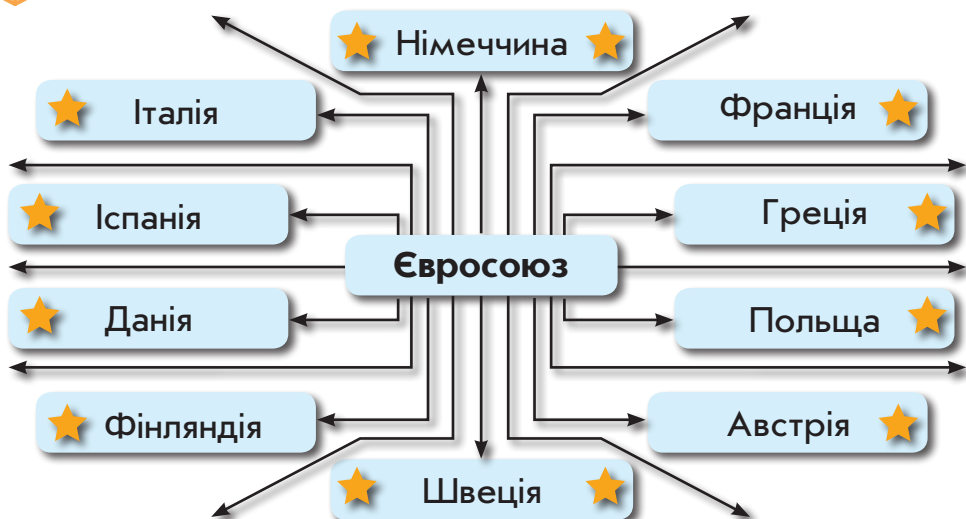 Німеччина
Італія
Франція
Іспанія
Греція
Євросоюз
Данія
Польща
Фінляндія
Австрія
Швеція